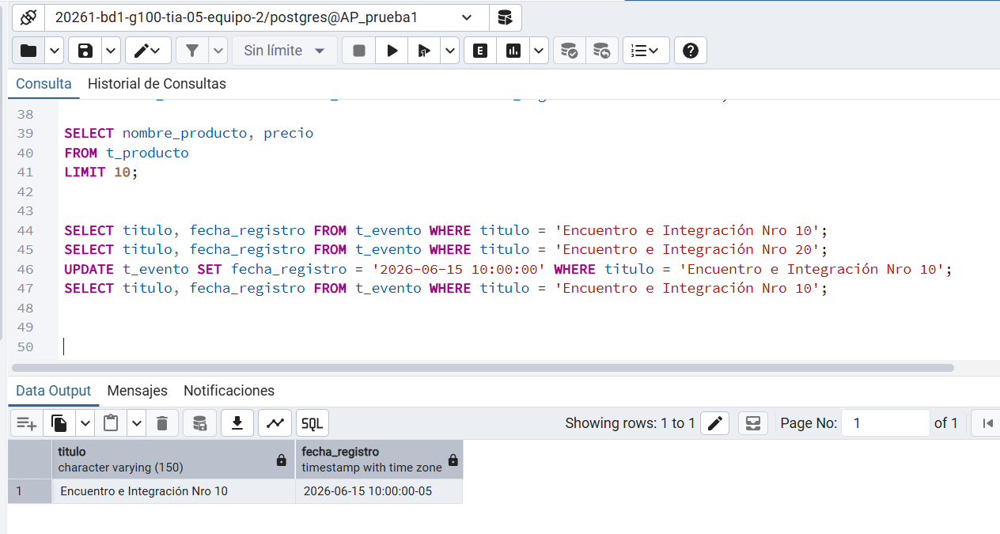 20261-bd1-g100-tia-05-equipo-2/postgres@AP_prueba1
Sin límite
E
Consulta Historial de Consultas
38
39 SELECT nombre_producto, precio
40 FROM t_producto
41 LIMIT 10;
42
43
44 SELECT titulo, fecha_registro FROM t_evento WHERE titulo = 'Encuentro e Integración Nro 10';
45 SELECT titulo, fecha_registro FROM t_evento WHERE titulo = 'Encuentro e Integración Nro 20';
46 UPDATE t_evento SET fecha_registro = '2026-06-15 10:00:00' WHERE titulo = 'Encuentro e Integración Nro 10';
47 SELECT titulo, fecha_registro FROM t_evento WHERE titulo = 'Encuentro e Integración Nro 10';
48
49
50
Data Output Mensajes Notificaciones
SQL Showing rows: 1 to 1 Page No: 1 of 1
titulo fecha_registro
character varying (150) timestamp with time zone
1 Encuentro e Integración Nro 10 2026-06-15 10:00:00-05